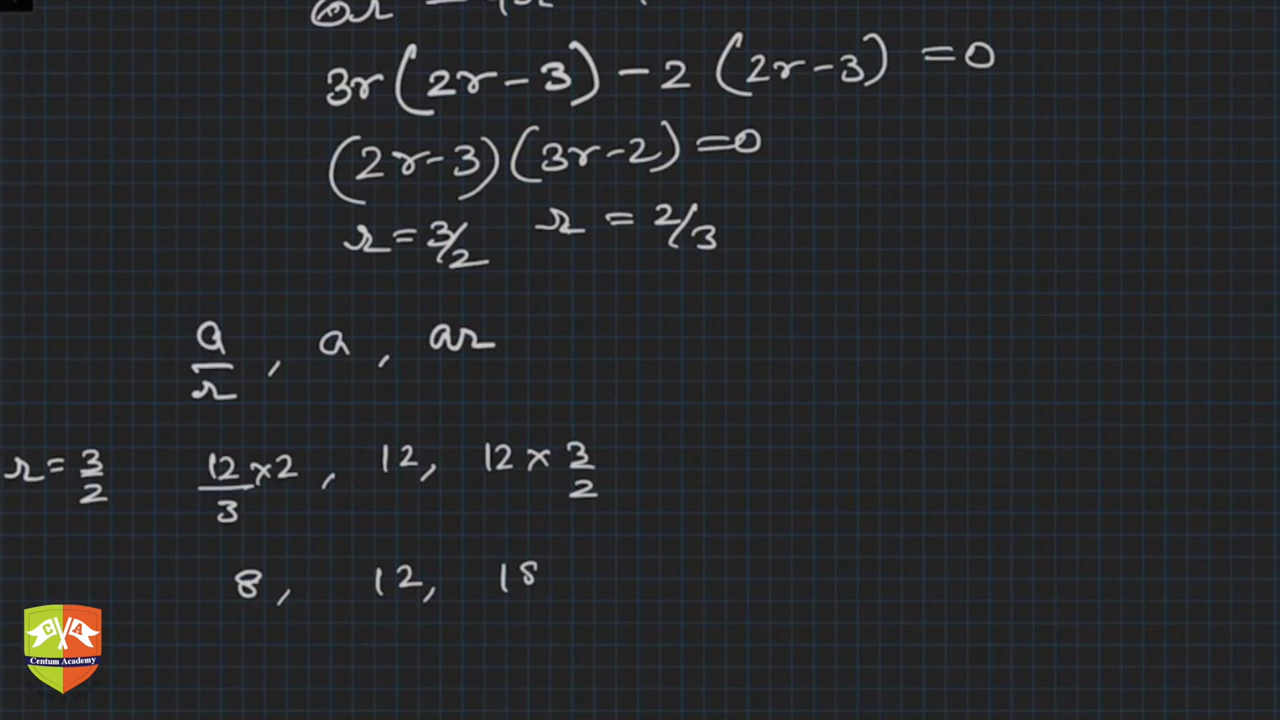 3r(2r-3)-2(2r-3)=0
(2r-3)(3r-2)=0
r=3/2 r=2/3
a/r, a, ar
r=3/2 12/3×2, 12, 12×3/2
8, 12, 18
CA
Centum Academy